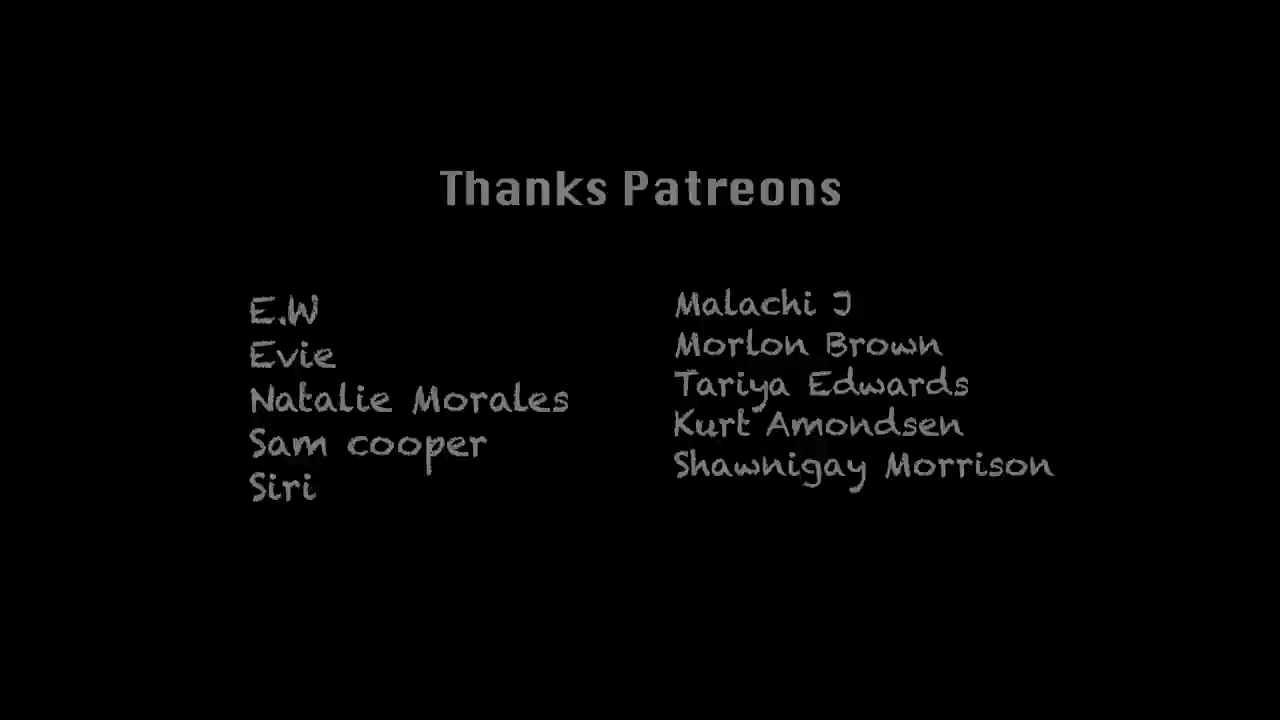 Thanks Patreons
E.W
Evie
Natalie Morales
Sam cooper
Siri
Malachi J
Morlon Brown
Tariya Edwards
Kurt Amondsen
Shawnigay Morrison